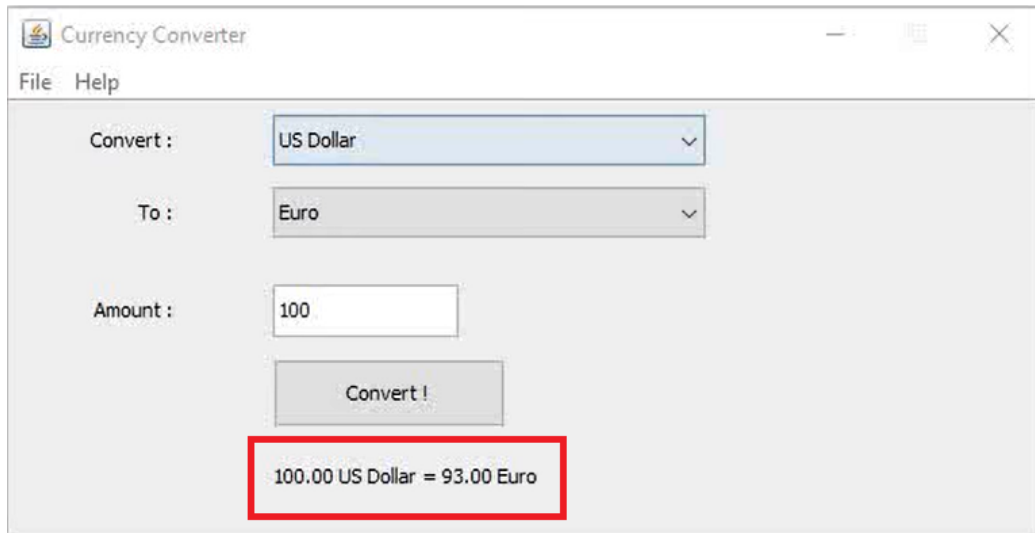 Currency Converter
File Help
Convert : US Dollar
To : Euro
Amount : 100
Convert !
100.00 US Dollar = 93.00 Euro